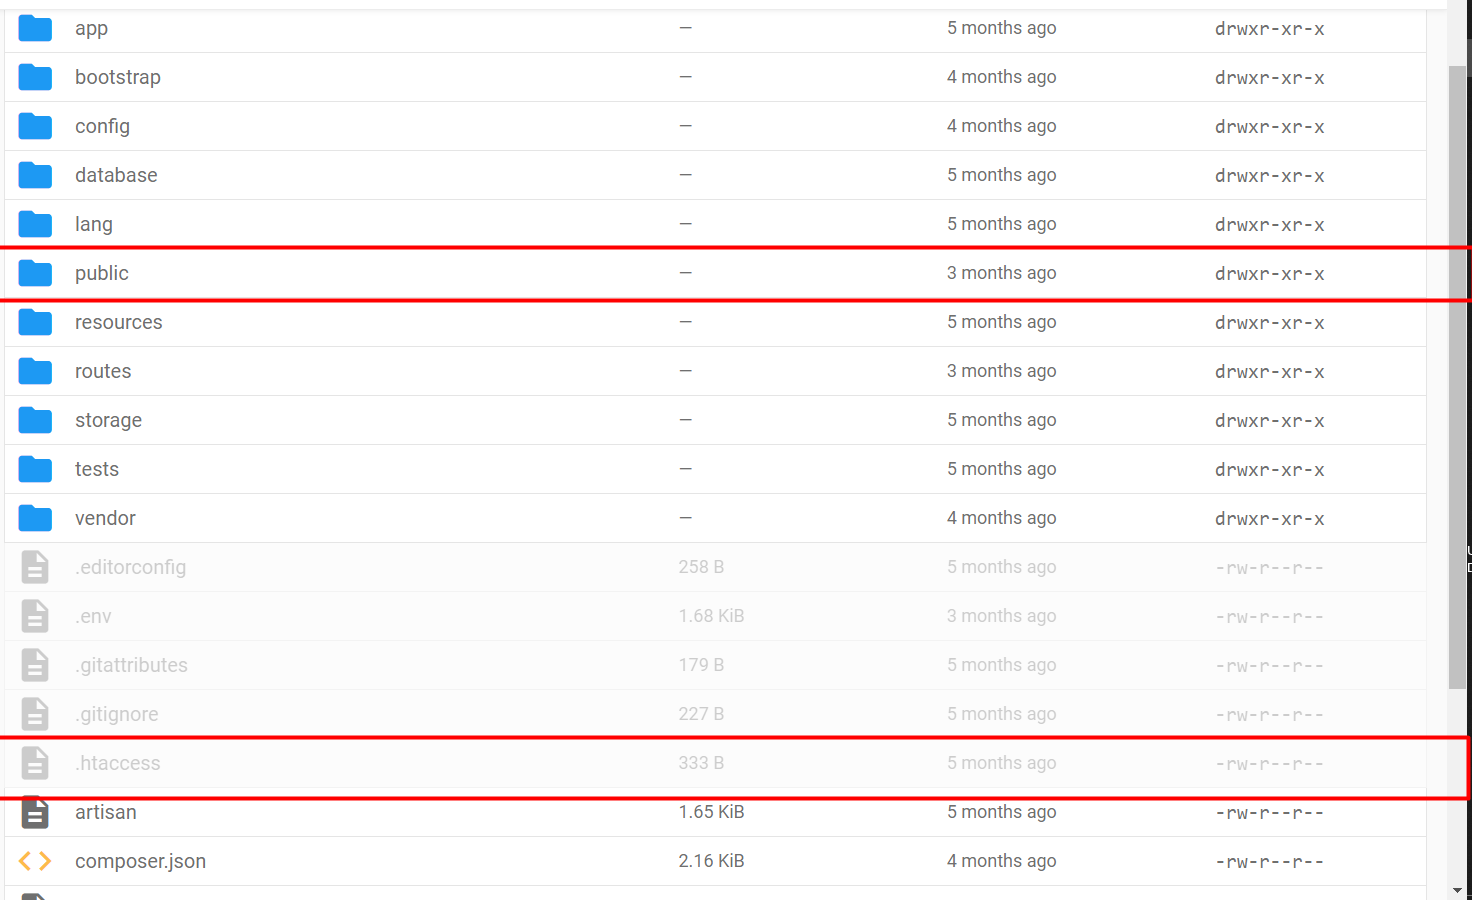 app — 5 months ago drwxr-xr-x
bootstrap — 4 months ago drwxr-xr-x
config — 4 months ago drwxr-xr-x
database — 5 months ago drwxr-xr-x
lang — 5 months ago drwxr-xr-x
public — 3 months ago drwxr-xr-x
resources — 5 months ago drwxr-xr-x
routes — 3 months ago drwxr-xr-x
storage — 5 months ago drwxr-xr-x
tests — 5 months ago drwxr-xr-x
vendor — 4 months ago drwxr-xr-x
.editorconfig 258 B 5 months ago -rw-r--r--
.env 1.68 KiB 3 months ago -rw-r--r--
.gitattributes 179 B 5 months ago -rw-r--r--
.gitignore 227 B 5 months ago -rw-r--r--
.htaccess 333 B 5 months ago -rw-r--r--
artisan 1.65 KiB 5 months ago -rw-r--r--
composer.json 2.16 KiB 4 months ago -rw-r--r--